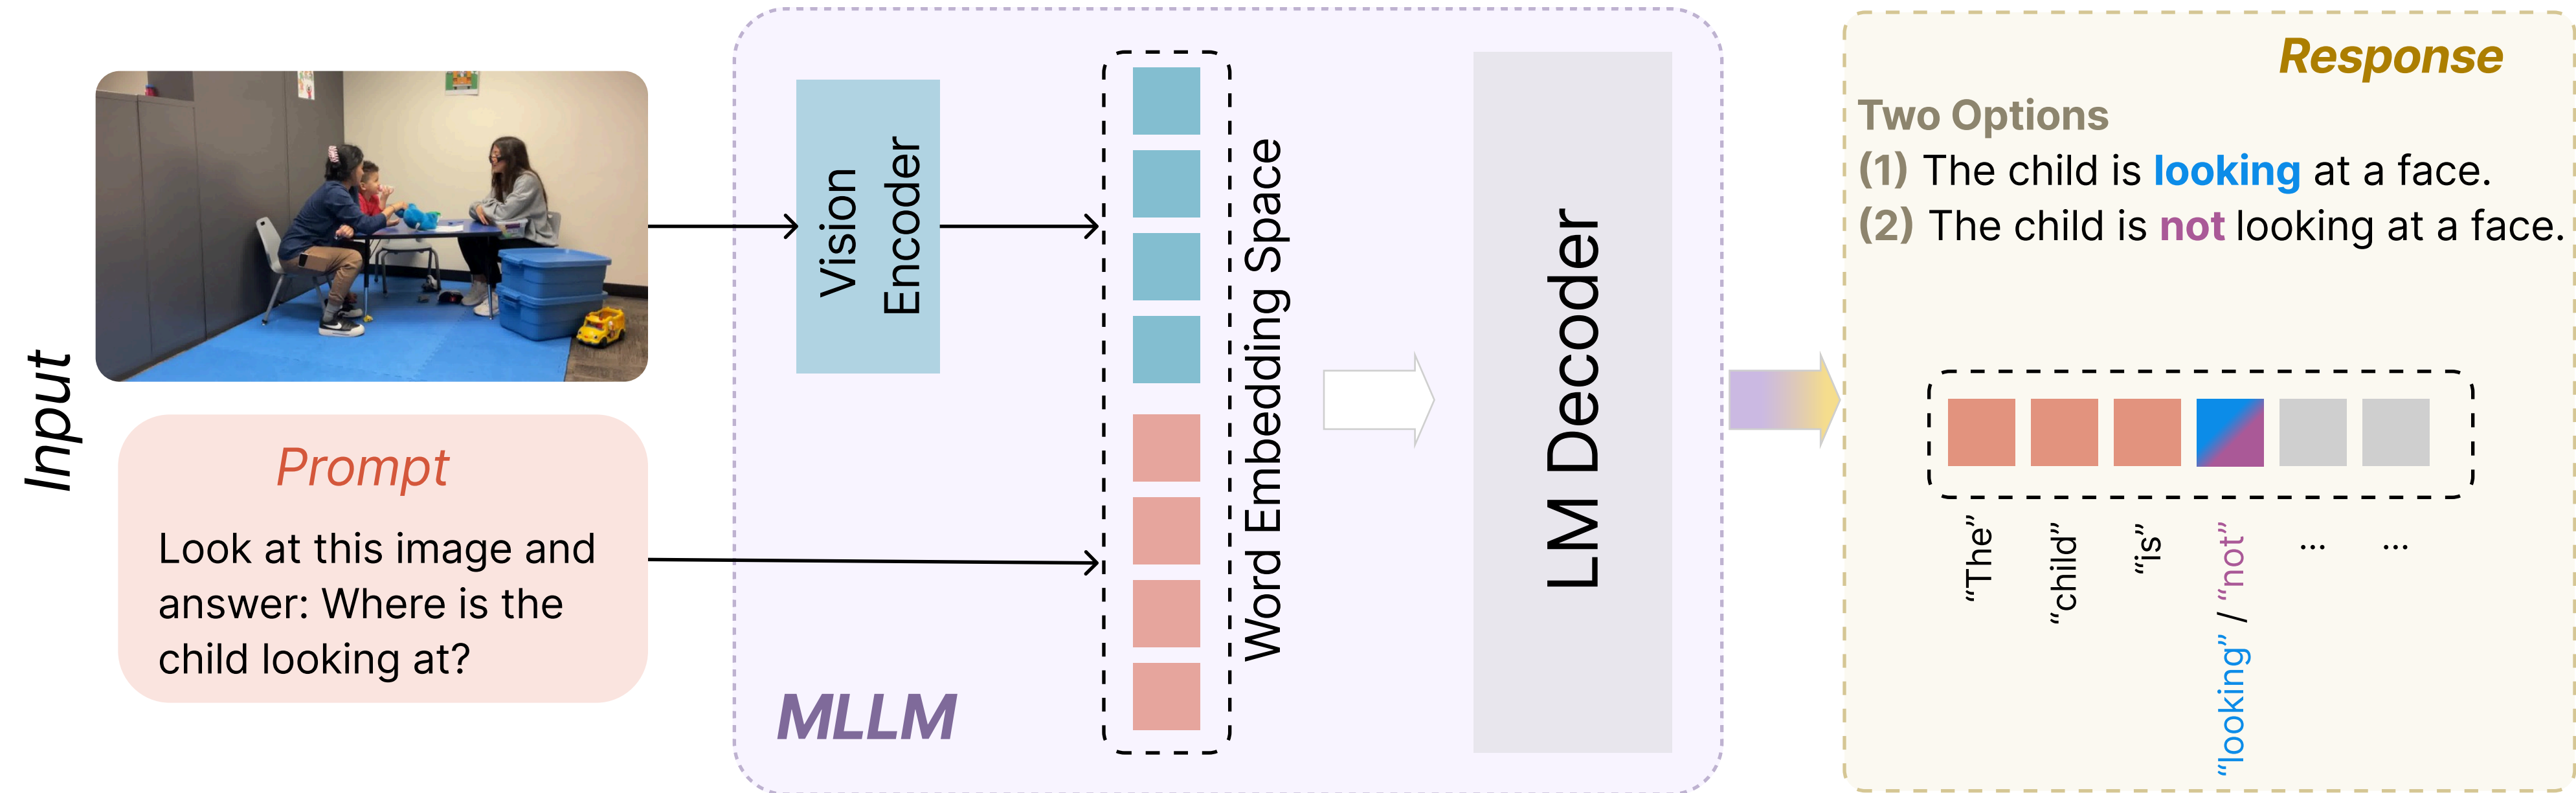 Input
Prompt
Look at this image and
answer: Where is the
child looking at?
MLLM
Vision
Encoder
Word Embedding Space
LM Decoder
Response
Two Options
(1) The child is looking at a face.
(2) The child is not looking at a face.
“The”
“child”
“is”
“looking” / “not”
...
...